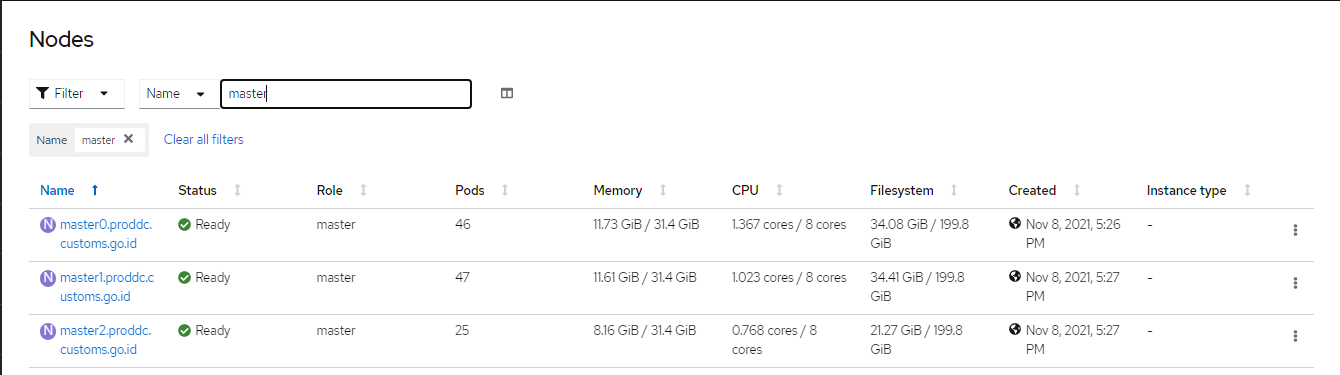 Nodes
Filter Name master
Name master Clear all filters
Name Status Role Pods Memory CPU Filesystem Created Instance type
N master0.proddc. Ready master 46 11.73 GiB / 31.4 GiB 1.367 cores / 8 cores 34.08 GiB / 199.8 Nov 8, 2021, 5:26 -
customs.go.id GiB PM
N master1.proddc.c Ready master 47 11.61 GiB / 31.4 GiB 1.023 cores / 8 cores 34.41 GiB / 199.8 Nov 8, 2021, 5:27 -
ustoms.go.id GiB PM
N master2.proddc. Ready master 25 8.16 GiB / 31.4 GiB 0.768 cores / 8 21.27 GiB / 199.8 Nov 8, 2021, 5:27 -
customs.go.id cores GiB PM